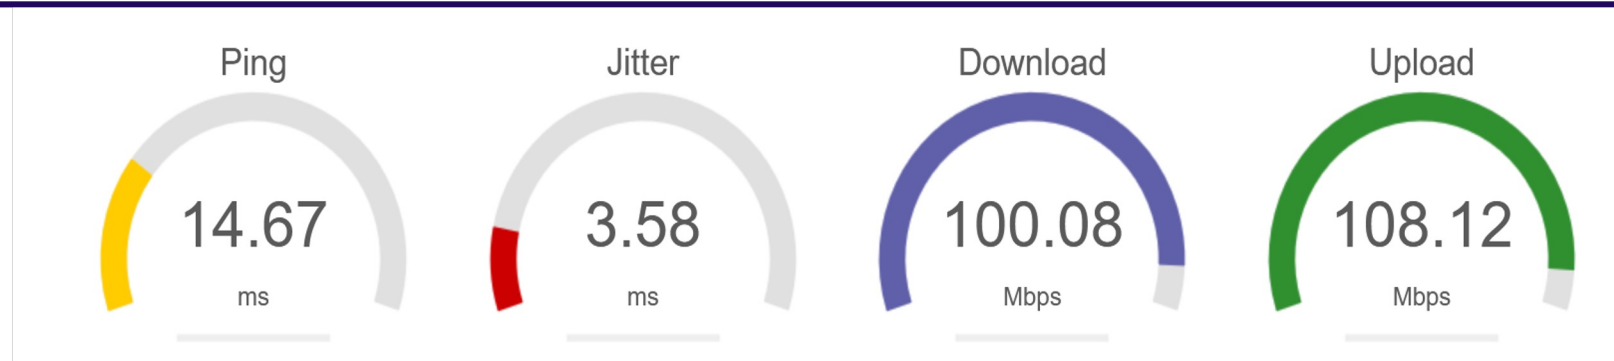 Ping
14.67
ms
Jitter
3.58
ms
Download
100.08
Mbps
Upload
108.12
Mbps